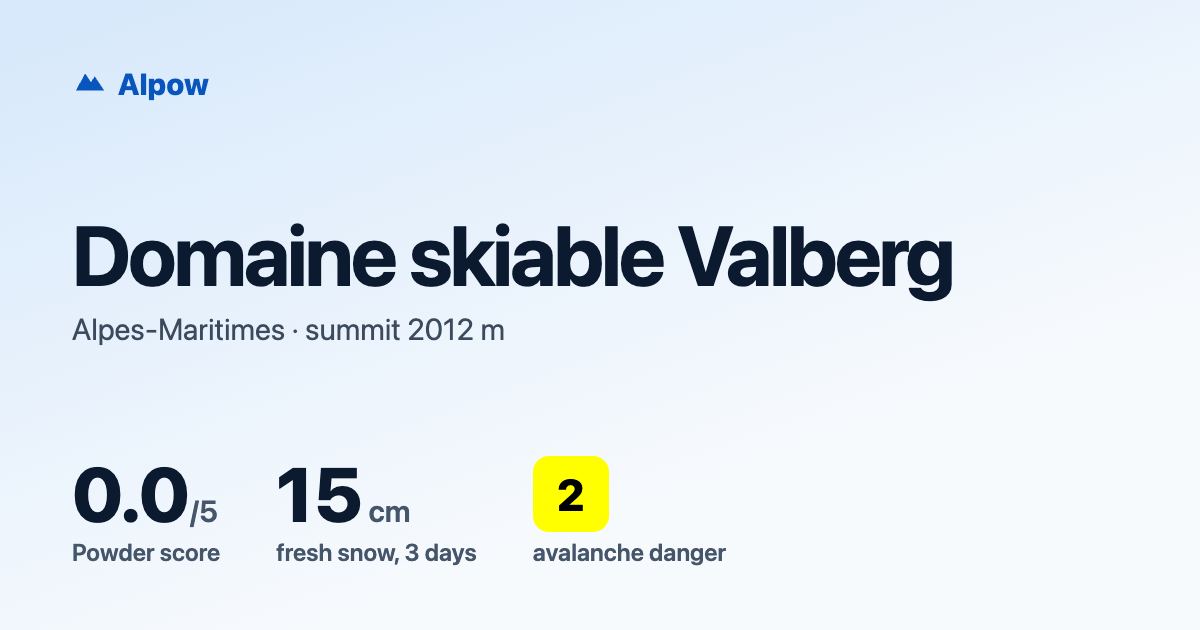 Alpow
Domaine skiable Valberg
Alpes-Maritimes · summit 2012 m
0.0/5
Powder score
15 cm
fresh snow, 3 days
2
avalanche danger